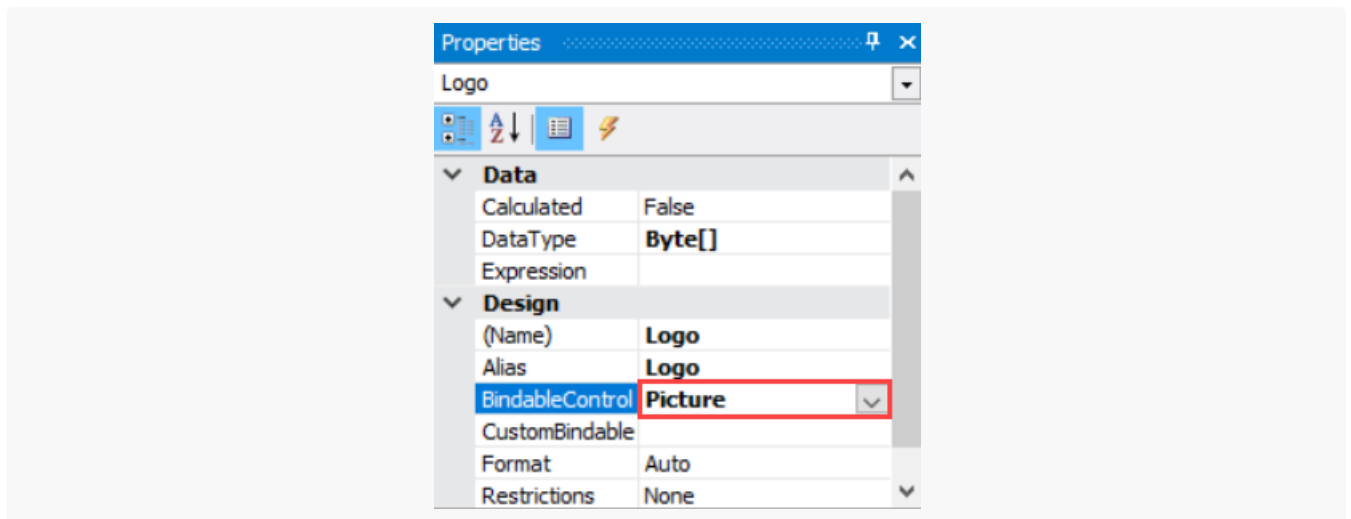 Properties
Logo
Data
Calculated False
DataType Byte[]
Expression
Design
(Name) Logo
Alias Logo
BindableControl Picture
CustomBindable
Format Auto
Restrictions None